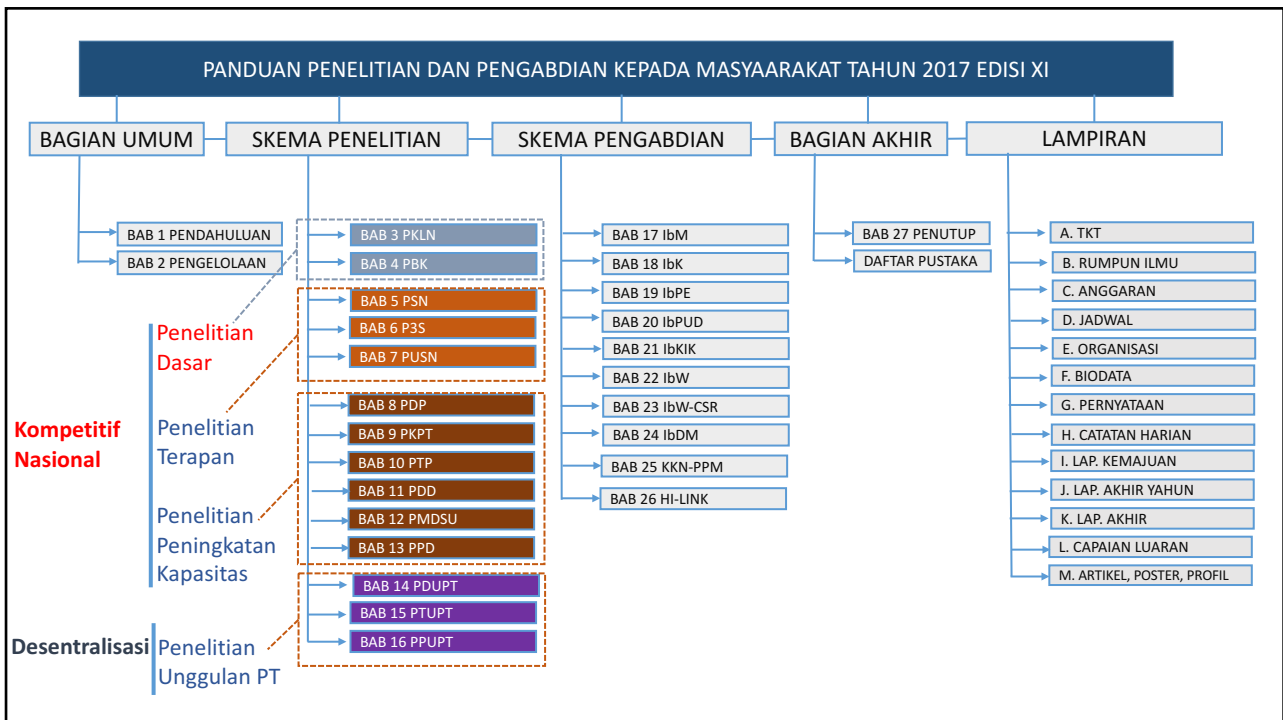 PANDUAN PENELITIAN DAN PENGABDIAN KEPADA MASYAARAKAT TAHUN 2017 EDISI XI
BAGIAN UMUM
SKEMA PENELITIAN
SKEMA PENGABDIAN
BAGIAN AKHIR
LAMPIRAN
BAB 1 PENDAHULUAN
BAB 2 PENGELOLAAN
Kompetitif
Nasional
Penelitian
Dasar
Penelitian
Terapan
Penelitian
Peningkatan
Kapasitas
Desentralisasi
Penelitian
Unggulan PT
BAB 3 PKLN
BAB 4 PBK
BAB 5 PSN
BAB 6 P3S
BAB 7 PUSN
BAB 8 PDP
BAB 9 PKPT
BAB 10 PTP
BAB 11 PDD
BAB 12 PMDSU
BAB 13 PPD
BAB 14 PDUPT
BAB 15 PTUPT
BAB 16 PPUPT
BAB 17 IbM
BAB 18 IbK
BAB 19 IbPE
BAB 20 IbPUD
BAB 21 IbKIK
BAB 22 IbW
BAB 23 IbW-CSR
BAB 24 IbDM
BAB 25 KKN-PPM
BAB 26 HI-LINK
BAB 27 PENUTUP
DAFTAR PUSTAKA
A. TKT
B. RUMPUN ILMU
C. ANGGARAN
D. JADWAL
E. ORGANISASI
F. BIODATA
G. PERNYATAAN
H. CATATAN HARIAN
I. LAP. KEMAJUAN
J. LAP. AKHIR YAHUN
K. LAP. AKHIR
L. CAPAIAN LUARAN
M. ARTIKEL, POSTER, PROFIL